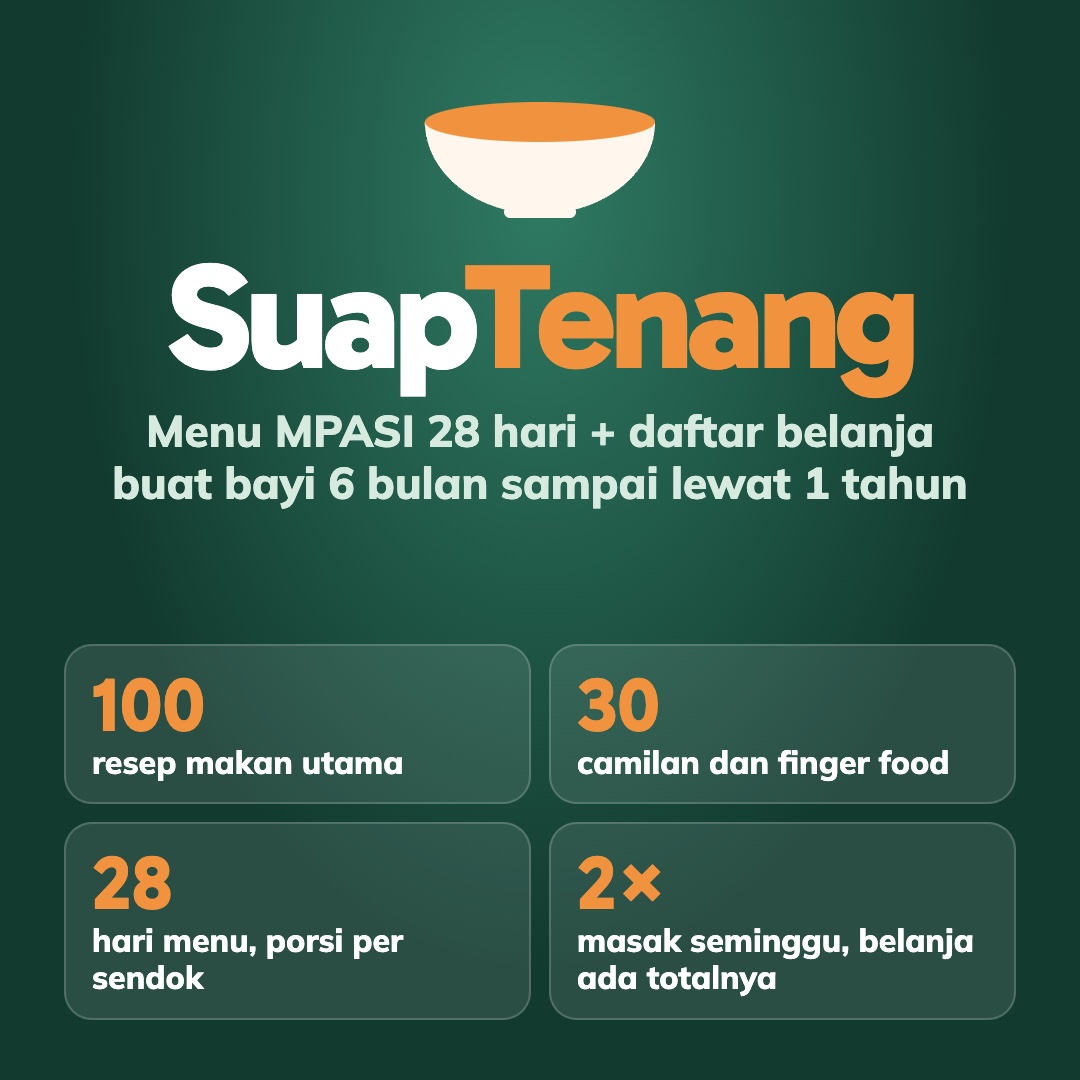 SuapTenang
Menu MPASI 28 hari + daftar belanja
buat bayi 6 bulan sampai lewat 1 tahun
100
resep makan utama
30
camilan dan finger food
28
hari menu, porsi per
sendok
2×
masak seminggu, belanja
ada totalnya